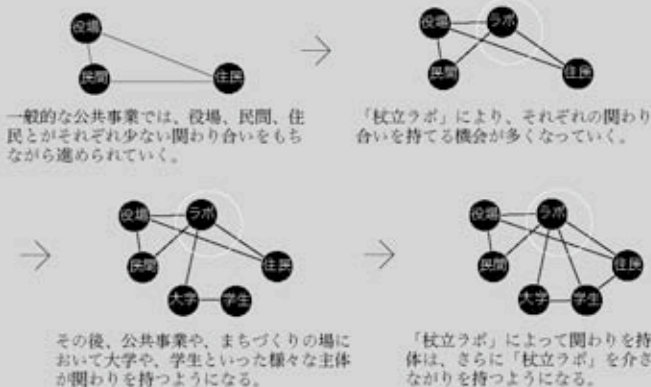 役場
民間
住民
一般的な公共事業では、役場、民間、住
民とがそれぞれ少ない関わり合いをもち
ながら進められていく。
役場
ラボ
民間
住民
「杖立ラボ」により、それぞれの関わり
合いを持てる機会が多くなっていく。
役場
ラボ
民間
住民
大学
学生
その後、公共事業や、まちづくりの場に
おいて大学や、学生といった様々な主体
が関わりを持つようになる。
役場
ラボ
民間
住民
大学
学生
「杖立ラボ」によって関わりを持
体は、さらに「杖立ラボ」を介さ
ながりを持つようになる。